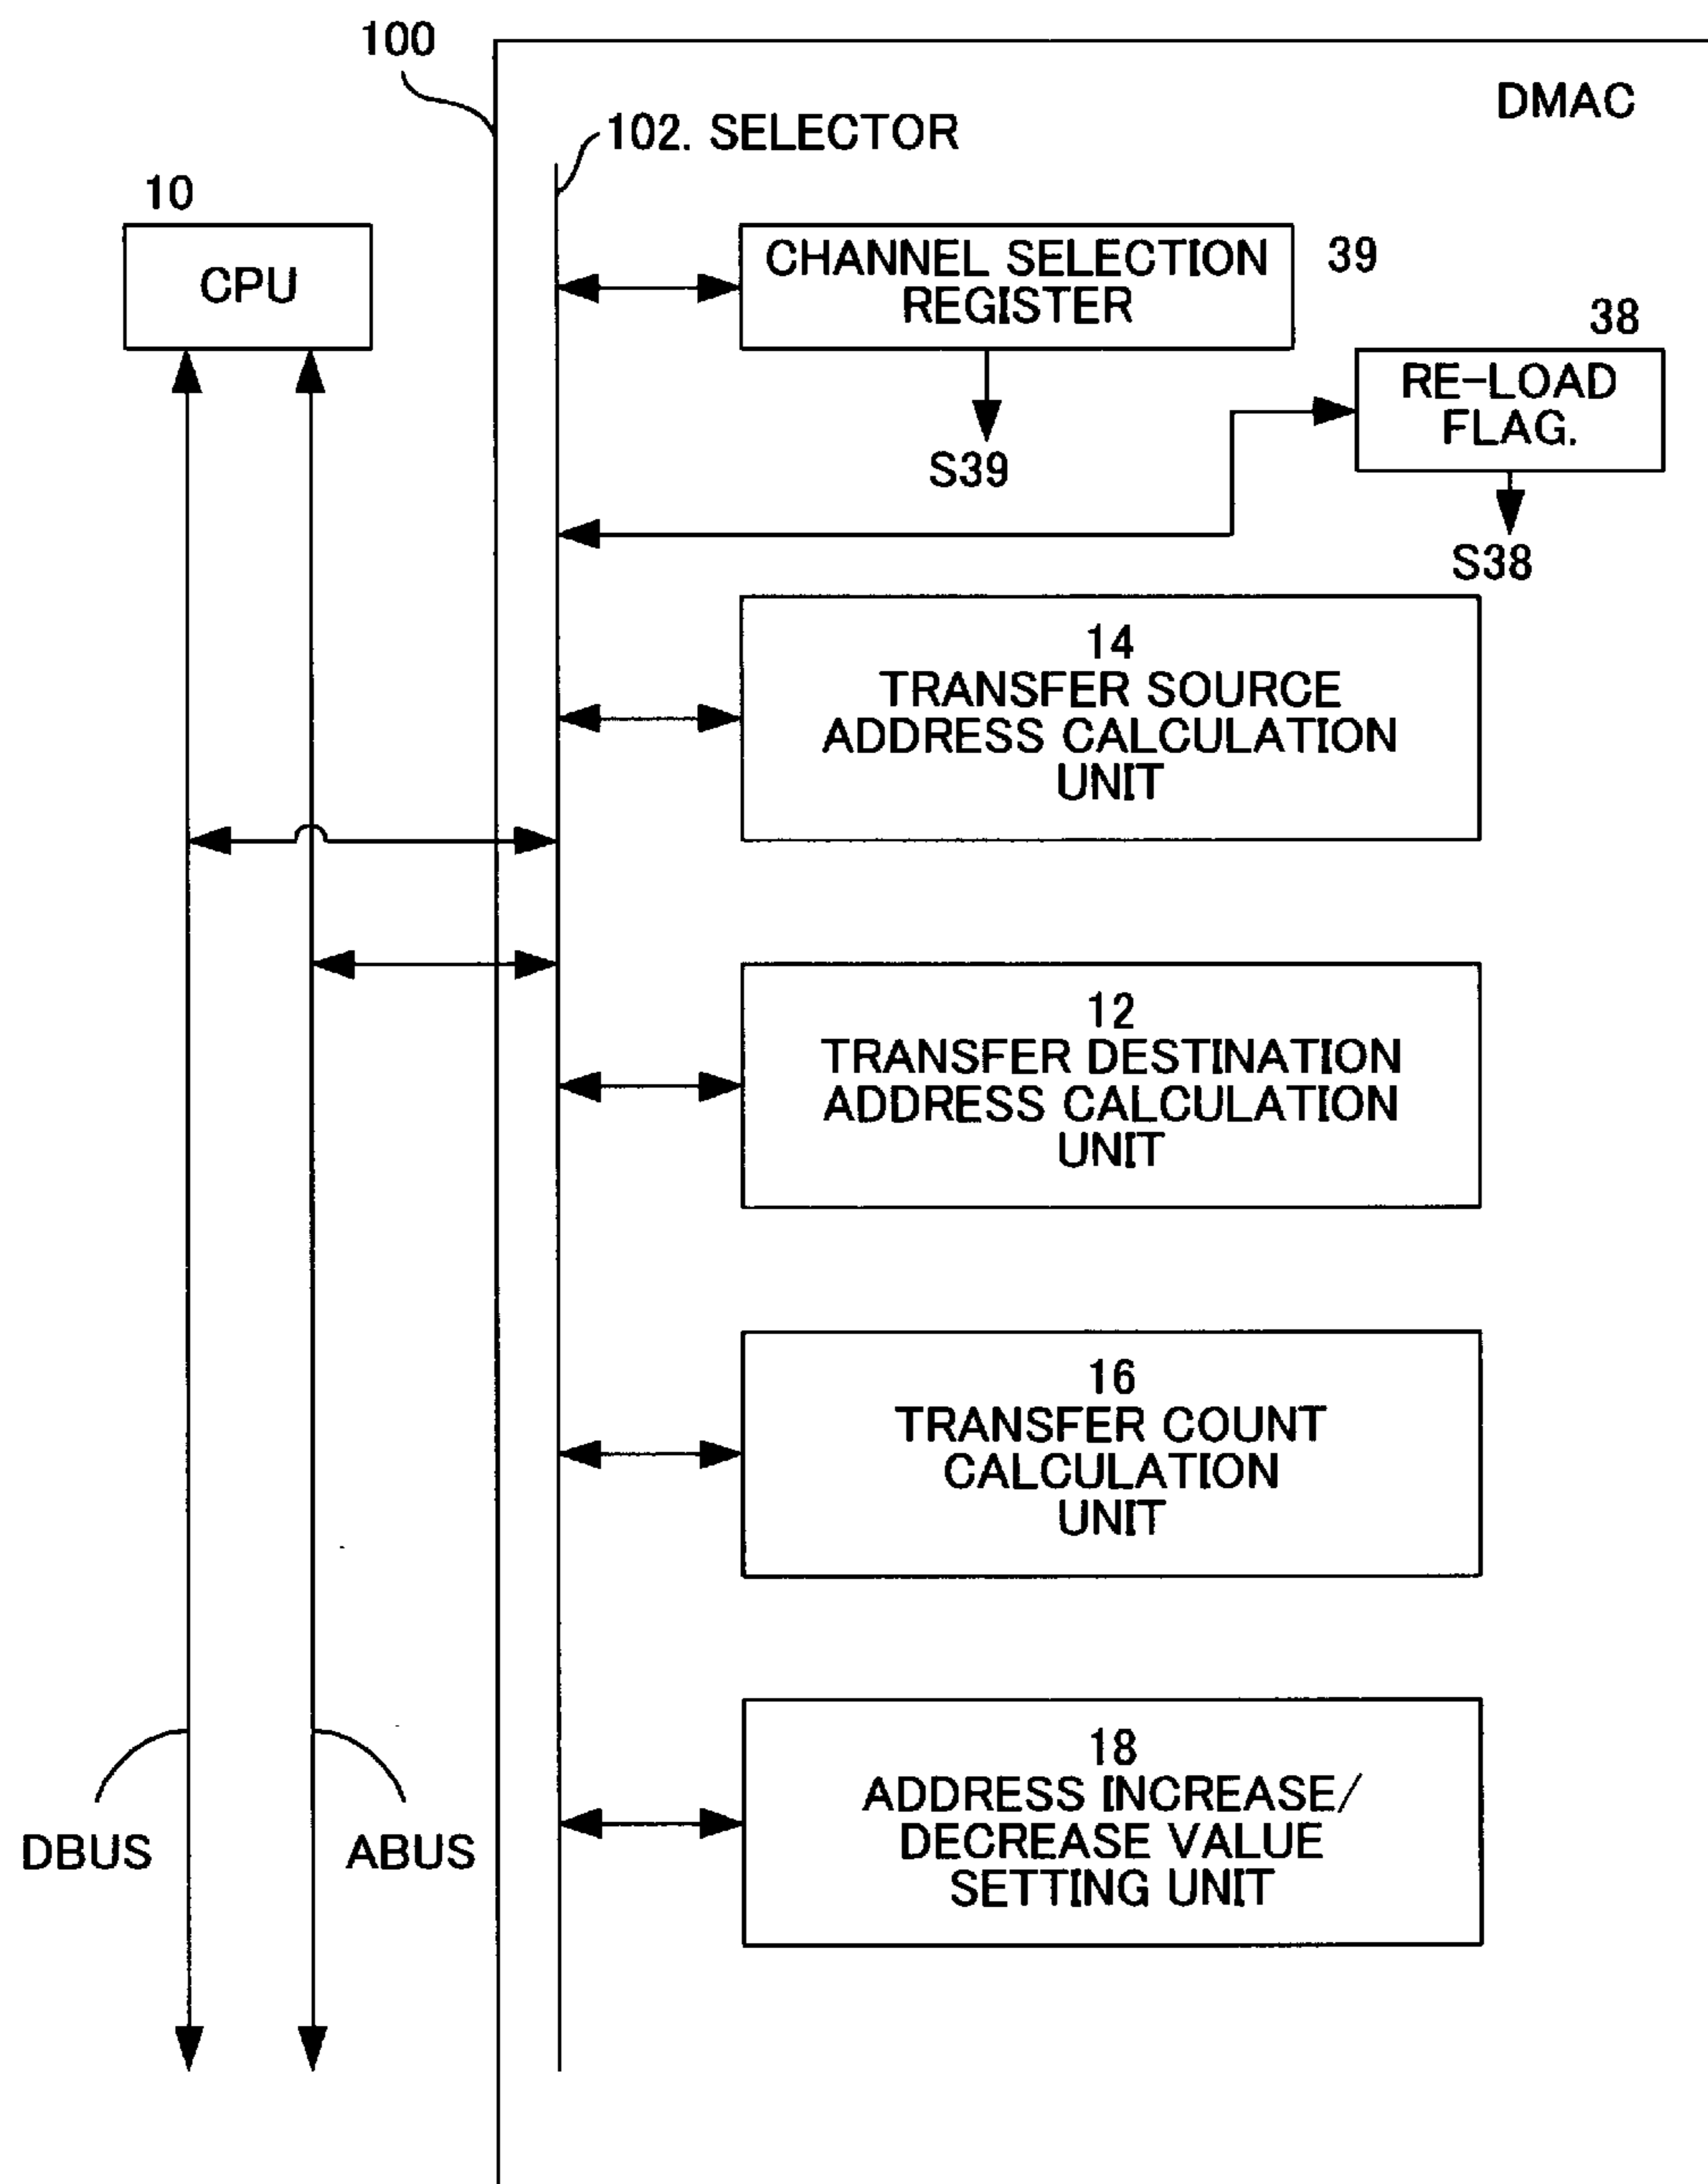 100
DMAC
102. SELECTOR
10
CPU
CHANNEL SELECTION
REGISTER
39
38
RE-LOAD
FLAG.
S39
S38
14
TRANSFER SOURCE
ADDRESS CALCULATION
UNIT
12
TRANSFER DESTINATION
ADDRESS CALCULATION
UNIT
16
TRANSFER COUNT
CALCULATION
UNIT
18
ADDRESS INCREASE/
DECREASE VALUE
SETTING UNIT
DBUS
ABUS